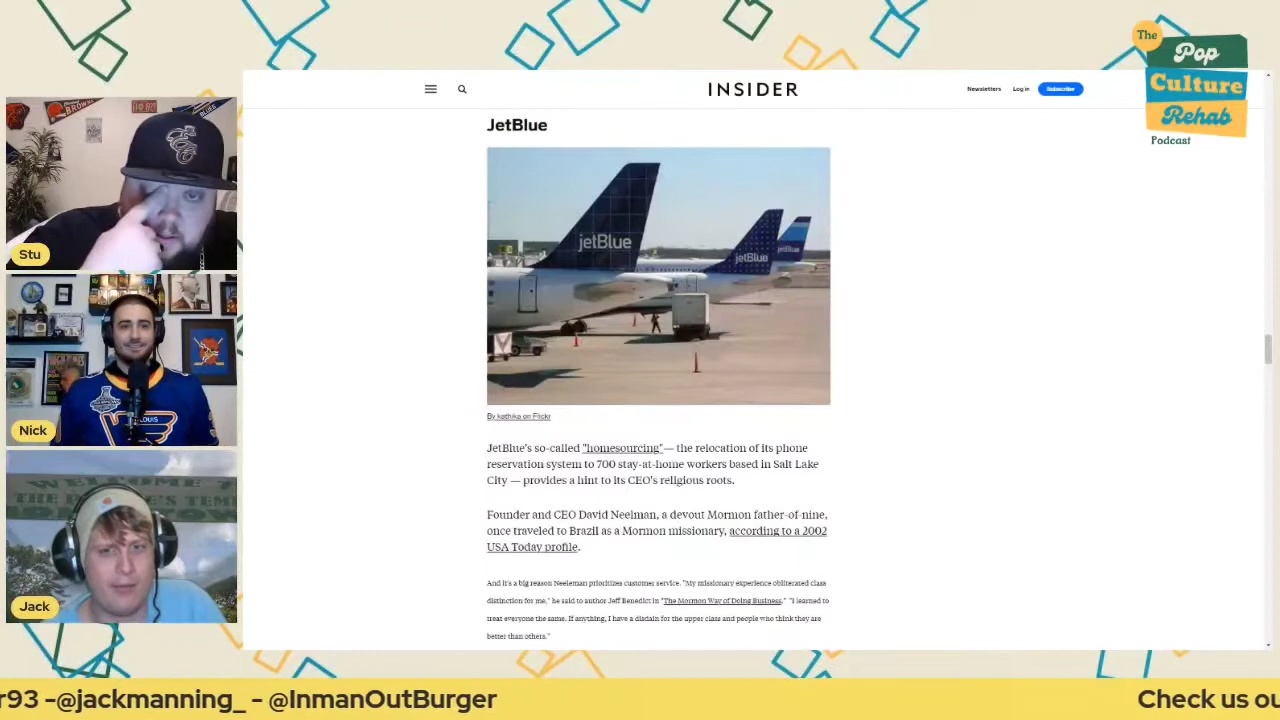 The
Pop
Culture
Rehab
Podcast
INSIDER
Newsletters
Log in
Subscribe
JetBlue
jetBlue
jetBlue
jetBlue
By kathika on Flickr
JetBlue's so-called "homesourcing"— the relocation of its phone
reservation system to 700 stay-at-home workers based in Salt Lake
City — provides a hint to its CEO's religious roots.
Founder and CEO David Neelman, a devout Mormon father-of-nine,
once traveled to Brazil as a Mormon missionary, according to a 2002
USA Today profile.
And it's a big reason Neeleman prioritizes customer service. "My missionary experience obliterated class
distinction for me," he said to author Jeff Benedict in "The Mormon Way of Doing Business." "I learned to
treat everyone the same. If anything, I have a disdain for the upper class and people who think they are
better than others."
BROWNS
Stu
LOUIS
Nick
Jack
r93 -@jackmanning_ - @InmanOutBurger
Check us ou